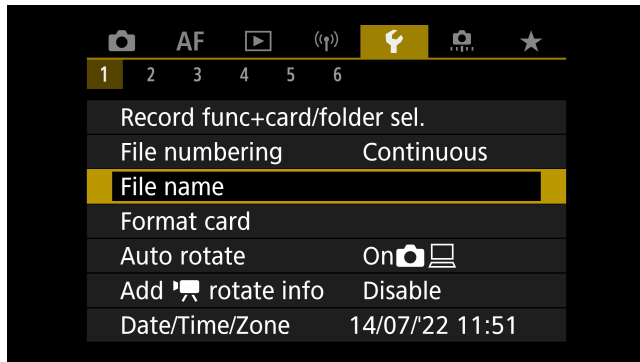 AF
1 2 3 4 5 6
Record func+card/folder sel.
File numbering Continuous
File name
Format card
Auto rotate On
Add rotate info Disable
Date/Time/Zone 14/07/'22 11:51